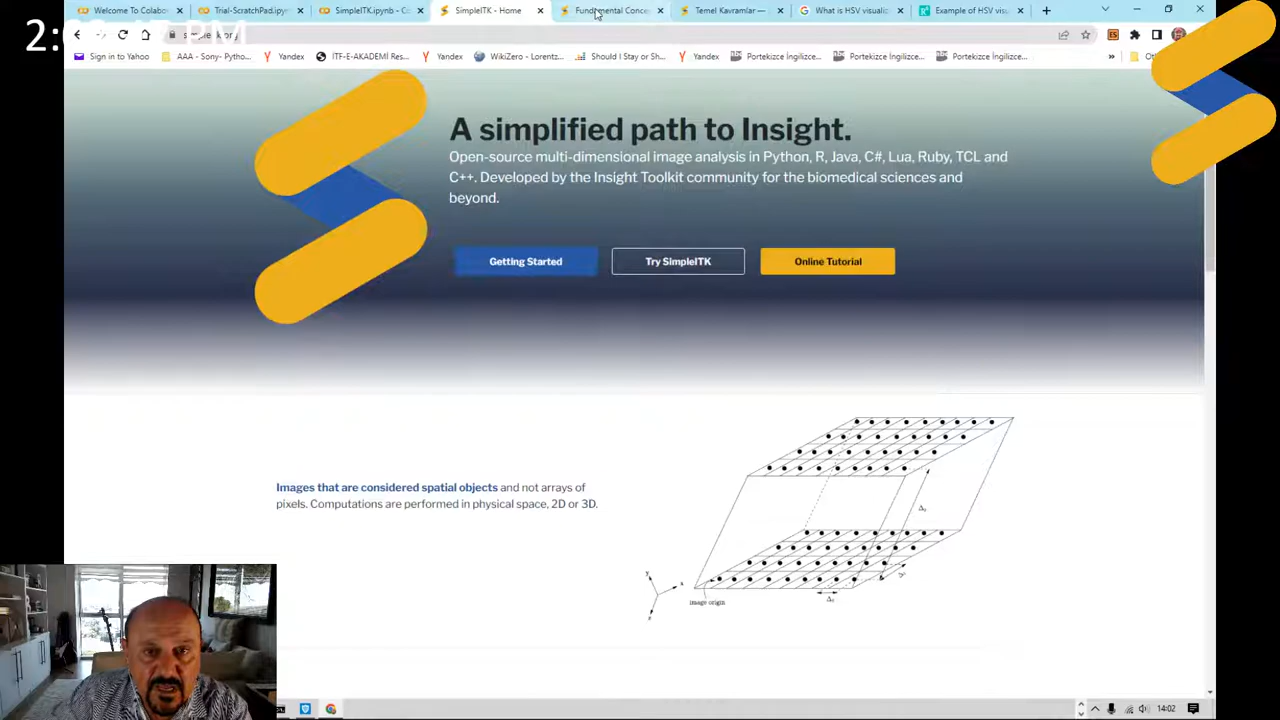 Welcome To Colabo
Trial-ScratchPad.ipyn
SimpleITK.ipynb - Co
SimpleITK - Home
Fundamental Conce
Temel Kavramlar —
What is HSV visualiz
Example of HSV visu
Sign in to Yahoo
AAA - Sony- Pytho...
Yandex
ITF-E-AKADEMİ Res...
Yandex
WikiZero - Lorentz...
Should I Stay or Sh...
Yandex
Portekizce İngilizce...
Portekizce İngilizce...
Portekizce İngilizce...
»
A simplified path to Insight.
Open-source multi-dimensional image analysis in Python, R, Java, C#, Lua, Ruby, TCL and
C++. Developed by the Insight Toolkit community for the biomedical sciences and
beyond.
Getting Started
Try SimpleITK
Online Tutorial
Images that are considered spatial objects and not arrays of
pixels. Computations are performed in physical space, 2D or 3D.
y
x
image origin
14:02